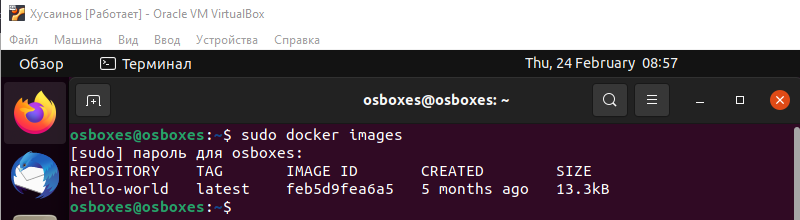 Хусаинов [Работает] - Oracle VM VirtualBox
Файл Машина Вид Ввод Устройства Справка
Обзор Терминал Thu, 24 February 08:57
osboxes@osboxes: ~
osboxes@osboxes:~$ sudo docker images
[sudo] пароль для osboxes:
REPOSITORY TAG IMAGE ID CREATED SIZE
hello-world latest feb5d9fea6a5 5 months ago 13.3kB
osboxes@osboxes:~$